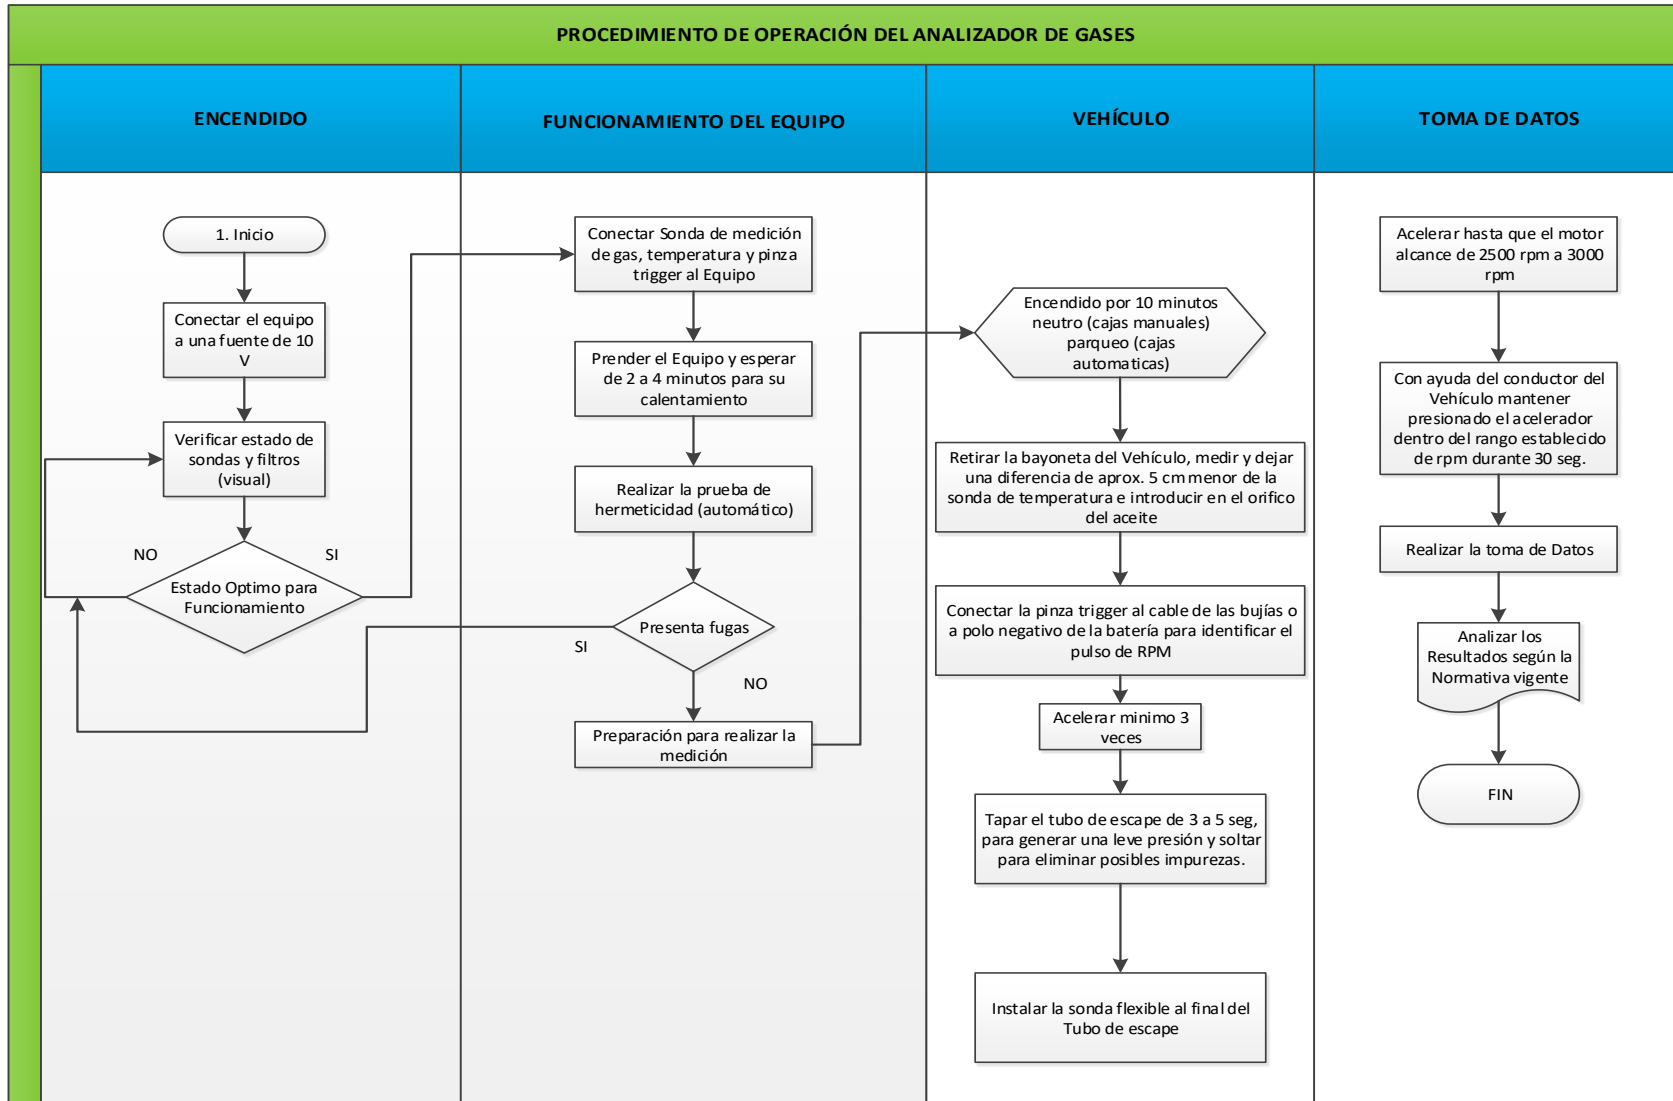 PROCEDIMIENTO DE OPERACIÓN DEL ANALIZADOR DE GASES
ENCENDIDO
FUNCIONAMIENTO DEL EQUIPO
VEHÍCULO
TOMA DE DATOS
1. Inicio
Conectar el equipo
a una fuente de 10
V
Verificar estado de
sondas y filtros
(visual)
NO
SI
Estado Optimo para
Funcionamiento
Conectar Sonda de medición
de gas, temperatura y pinza
trigger al Equipo
Prender el Equipo y esperar
de 2 a 4 minutos para su
calentamiento
Realizar la prueba de
hermeticidad (automático)
Presenta fugas
SI
NO
Preparación para realizar la
medición
Encendido por 10 minutos
neutro (cajas manuales)
parqueo (cajas
automaticas)
Retirar la bayoneta del Vehículo, medir y dejar
una diferencia de aprox. 5 cm menor de la
sonda de temperatura e introducir en el orifico
del aceite
Conectar la pinza trigger al cable de las bujías o
a polo negativo de la batería para identificar el
pulso de RPM
Acelerar minimo 3
veces
Tapar el tubo de escape de 3 a 5 seg,
para generar una leve presión y soltar
para eliminar posibles impurezas.
Instalar la sonda flexible al final del
Tubo de escape
Acelerar hasta que el motor
alcance de 2500 rpm a 3000
rpm
Con ayuda del conductor del
Vehículo mantener
presionado el acelerador
dentro del rango establecido
de rpm durante 30 seg.
Realizar la toma de Datos
Analizar los
Resultados según la
Normativa vigente
FIN